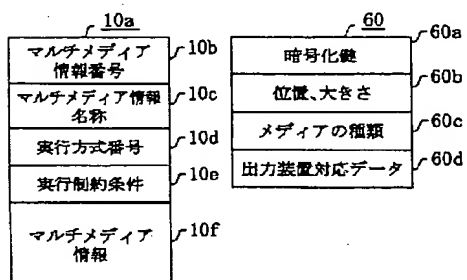 10a
マルチメディア
情報番号
10b
マルチメディア情報
名称
10c
実行方式番号
10d
実行制約条件
10e
マルチメディア
情報
10f
60
暗号化鍵
60a
位置、大きさ
60b
メディアの種類
60c
出力装置対応データ
60d